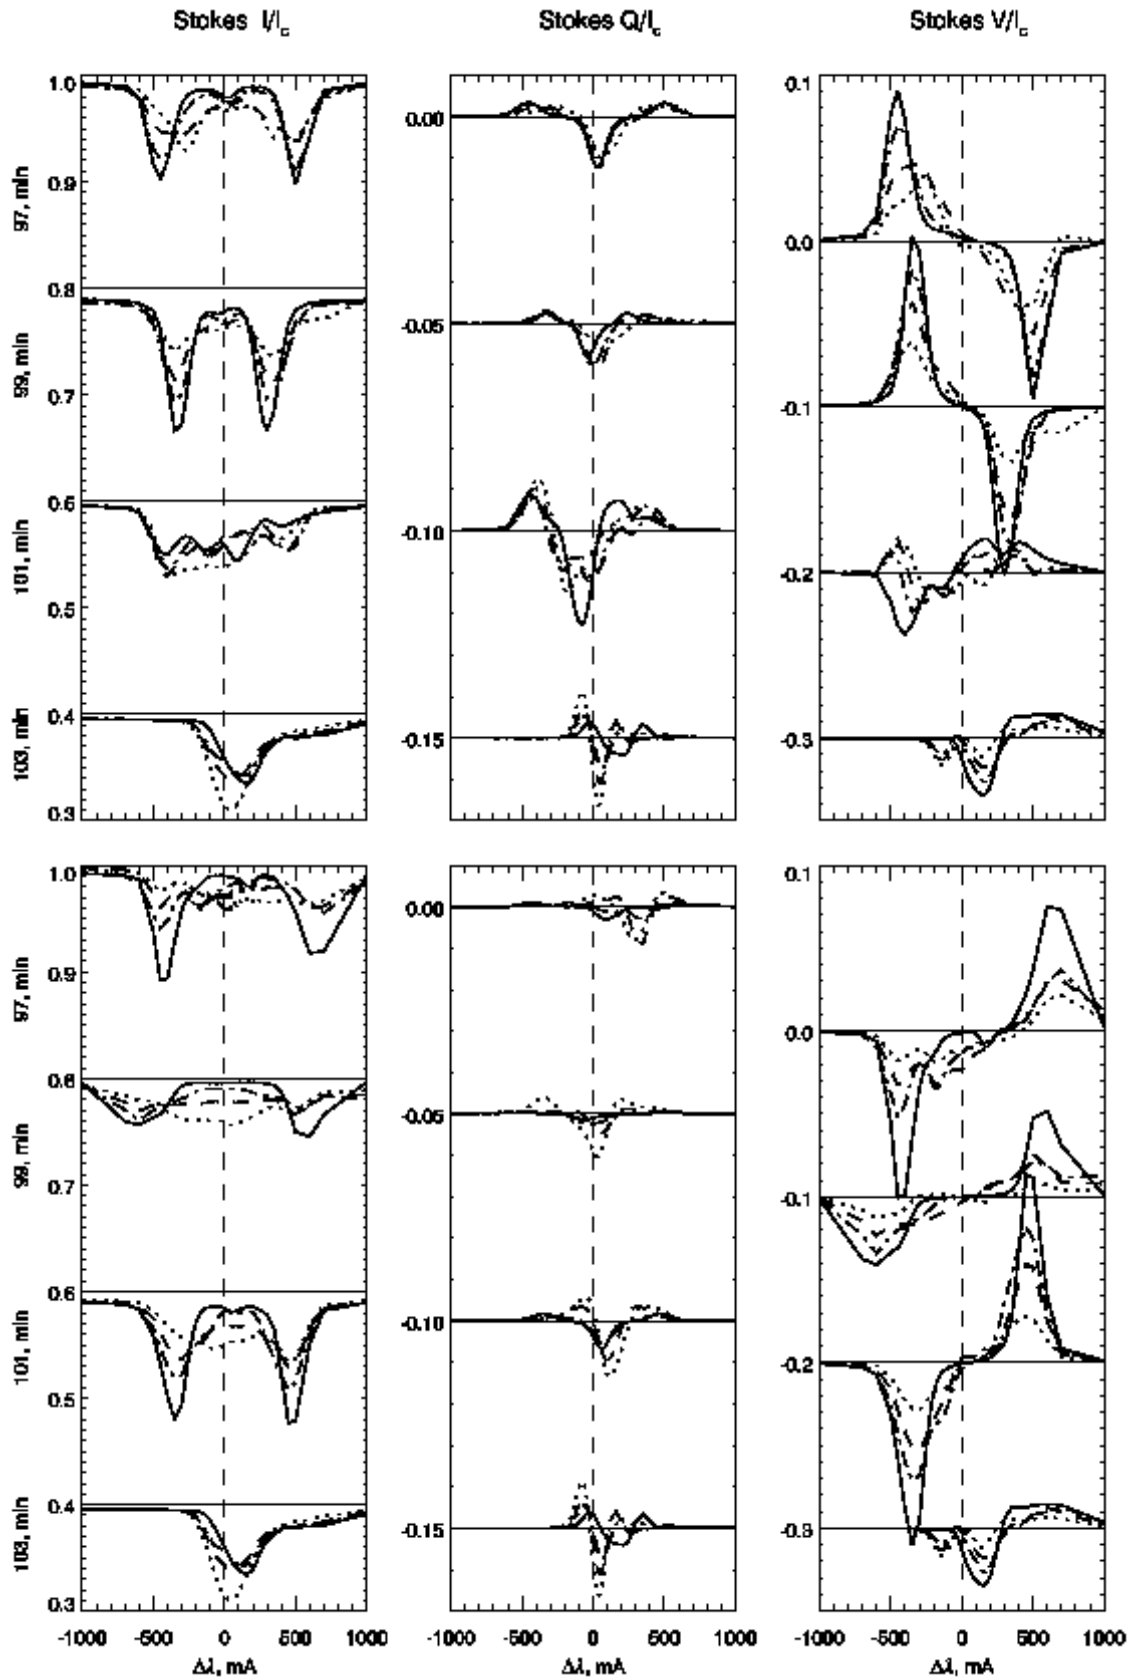 Stokes I/Ic Stokes Q/Ic Stokes V/Ic
1.0 0.00 0.1
97, min 0.9 0.0
0.8
99, min 0.7 -0.05 -0.1
0.6
101, min 0.5 -0.10 -0.2
0.4
103, min 0.3 -0.15 -0.3
1.0 0.00 0.1
97, min 0.9 0.0
0.8
99, min 0.7 -0.05 -0.1
0.6
101, min 0.5 -0.10 -0.2
0.4
103, min 0.3 -0.15 -0.3
-1000 -500 0 500 1000 -1000 -500 0 500 1000 -1000 -500 0 500 1000
Δλ, mA Δλ, mA Δλ, mA